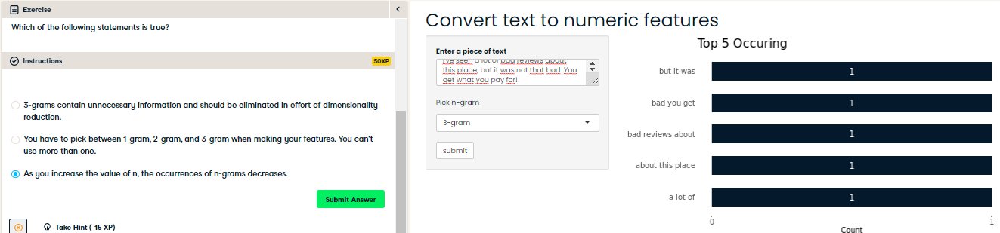 Exercise
Which of the following statements is true?
Instructions
50XP
3-grams contain unnecessary information and should be eliminated in effort of dimensionality
reduction.
You have to pick between 1-gram, 2-gram, and 3-gram when making your features. You can't
use more than one.
As you increase the value of n, the occurrences of n-grams decreases.
Submit Answer
Take Hint (-15 XP)
Convert text to numeric features
Enter a piece of text
I've seen a lot of bad reviews about
this place, but it was not that bad. You
get what you pay for!
Pick n-gram
3-gram
submit
Top 5 Occuring
but it was
1
bad you get
1
bad reviews about
1
about this place
1
a lot of
1
0
1
Count